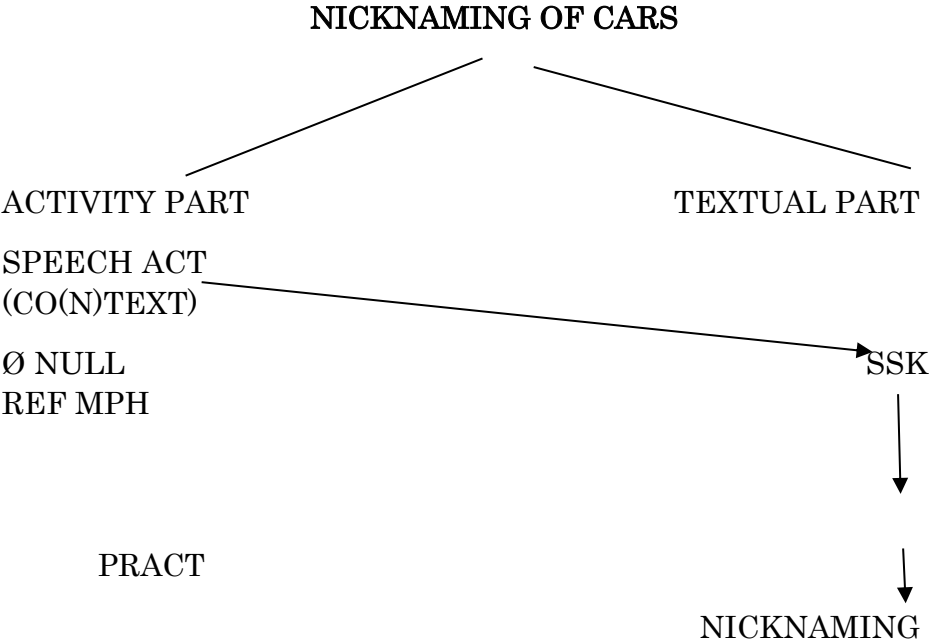 NICKNAMING OF CARS
ACTIVITY PART
TEXTUAL PART
SPEECH ACT
(CO(N)TEXT)
Ø NULL
SSK
REF MPH
PRACT
NICKNAMING